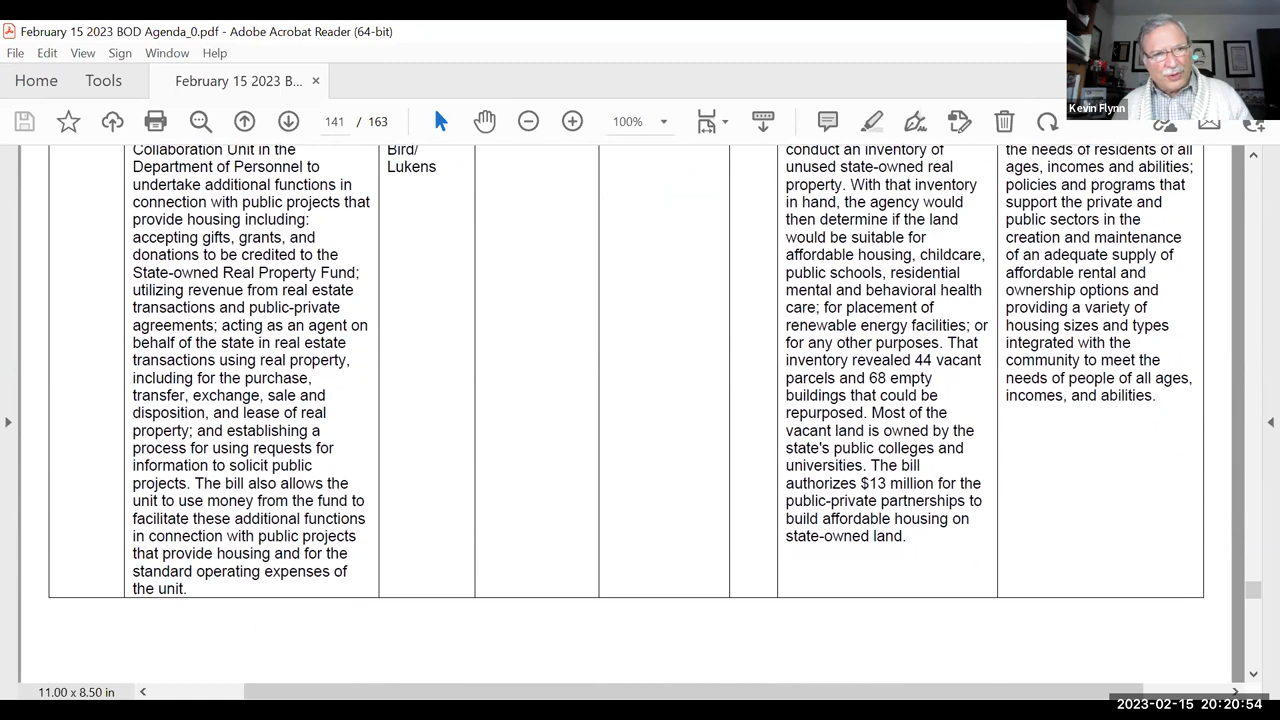 February 15 2023 BOD Agenda_0.pdf - Adobe Acrobat Reader (64-bit)
File Edit View Sign Window Help
Home Tools February 15 2023 B... ×
141 / 163 100%
Kevin Flynn
Collaboration Unit in the
Department of Personnel to
undertake additional functions in
connection with public projects that
provide housing including:
accepting gifts, grants, and
donations to be credited to the
State-owned Real Property Fund;
utilizing revenue from real estate
transactions and public-private
agreements; acting as an agent on
behalf of the state in real estate
transactions using real property,
including for the purchase,
transfer, exchange, sale and
disposition, and lease of real
property; and establishing a
process for using requests for
information to solicit public
projects. The bill also allows the
unit to use money from the fund to
facilitate these additional functions
in connection with public projects
that provide housing and for the
standard operating expenses of
the unit.
Bird/
Lukens
conduct an inventory of
unused state-owned real
property. With that inventory
in hand, the agency would
then determine if the land
would be suitable for
affordable housing, childcare,
public schools, residential
mental and behavioral health
care; for placement of
renewable energy facilities; or
for any other purposes. That
inventory revealed 44 vacant
parcels and 68 empty
buildings that could be
repurposed. Most of the
vacant land is owned by the
state's public colleges and
universities. The bill
authorizes $13 million for the
public-private partnerships to
build affordable housing on
state-owned land.
the needs of residents of all
ages, incomes and abilities;
policies and programs that
support the private and
public sectors in the
creation and maintenance
of an adequate supply of
affordable rental and
ownership options and
providing a variety of
housing sizes and types
integrated with the
community to meet the
needs of people of all ages,
incomes, and abilities.
11.00 x 8.50 in
2023-02-15 20:20:54